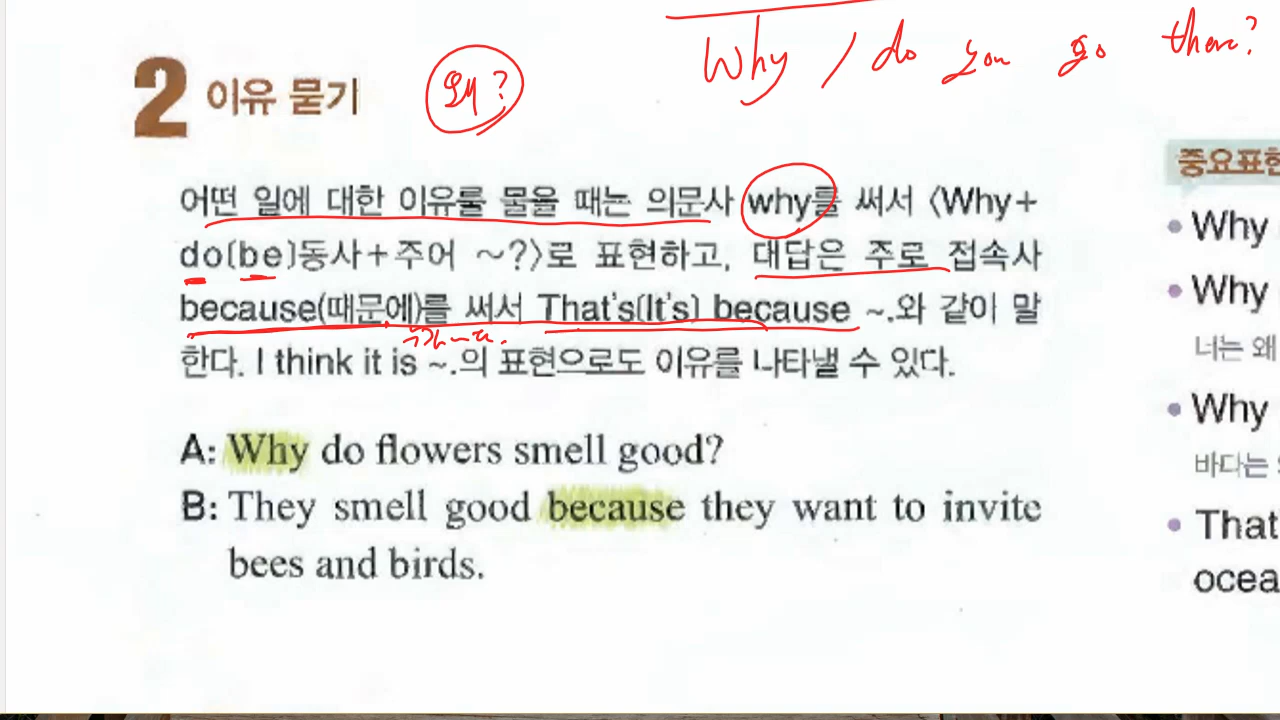 Why / do you go there?
2 이유 묻기
왜?
어떤 일에 대한 이유를 물을 때는 의문사 why를 써서 〈Why+
do(be)동사+주어 ~?〉로 표현하고, 대답은 주로 접속사
because(때문에)를 써서 That's(It's) because ~.와 같이 말
한다. I think it is ~.의 표현으로도 이유를 나타낼 수 있다.
A: Why do flowers smell good?
B: They smell good because they want to invite
bees and birds.
중요표현
• Why
• Why
너는 왜
• Why
바다는
• That
ocea